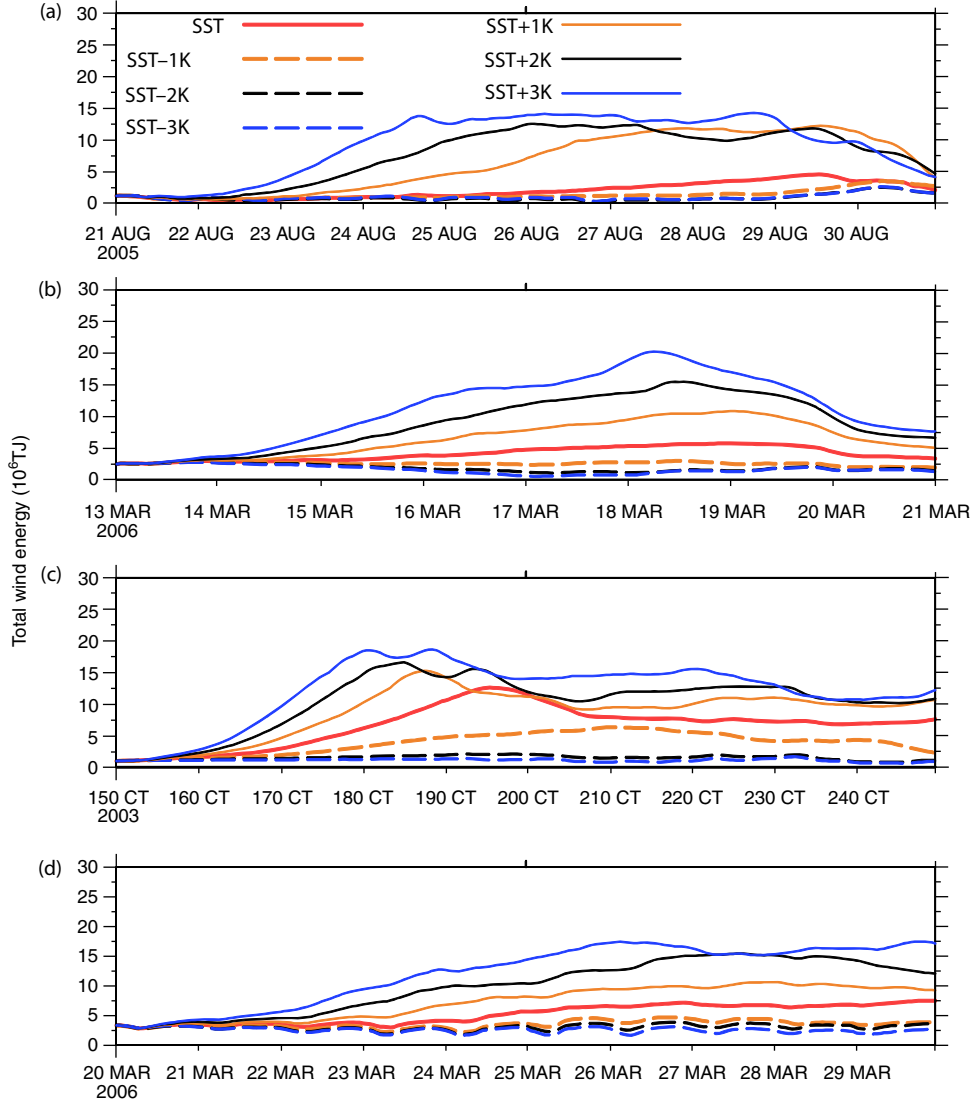 (a)
30
25
20
15
10
5
0
SST
SST+1K
SST–1K
SST+2K
SST–2K
SST+3K
SST–3K
21 AUG 22 AUG 23 AUG 24 AUG 25 AUG 26 AUG 27 AUG 28 AUG 29 AUG 30 AUG
2005
(b)
30
25
20
15
10
5
0
13 MAR 14 MAR 15 MAR 16 MAR 17 MAR 18 MAR 19 MAR 20 MAR 21 MAR
2006
Total wind energy (10⁶TJ)
(c)
30
25
20
15
10
5
0
150 CT 160 CT 170 CT 180 CT 190 CT 200 CT 210 CT 220 CT 230 CT 240 CT
2003
(d)
30
25
20
15
10
5
0
20 MAR 21 MAR 22 MAR 23 MAR 24 MAR 25 MAR 26 MAR 27 MAR 28 MAR 29 MAR
2006